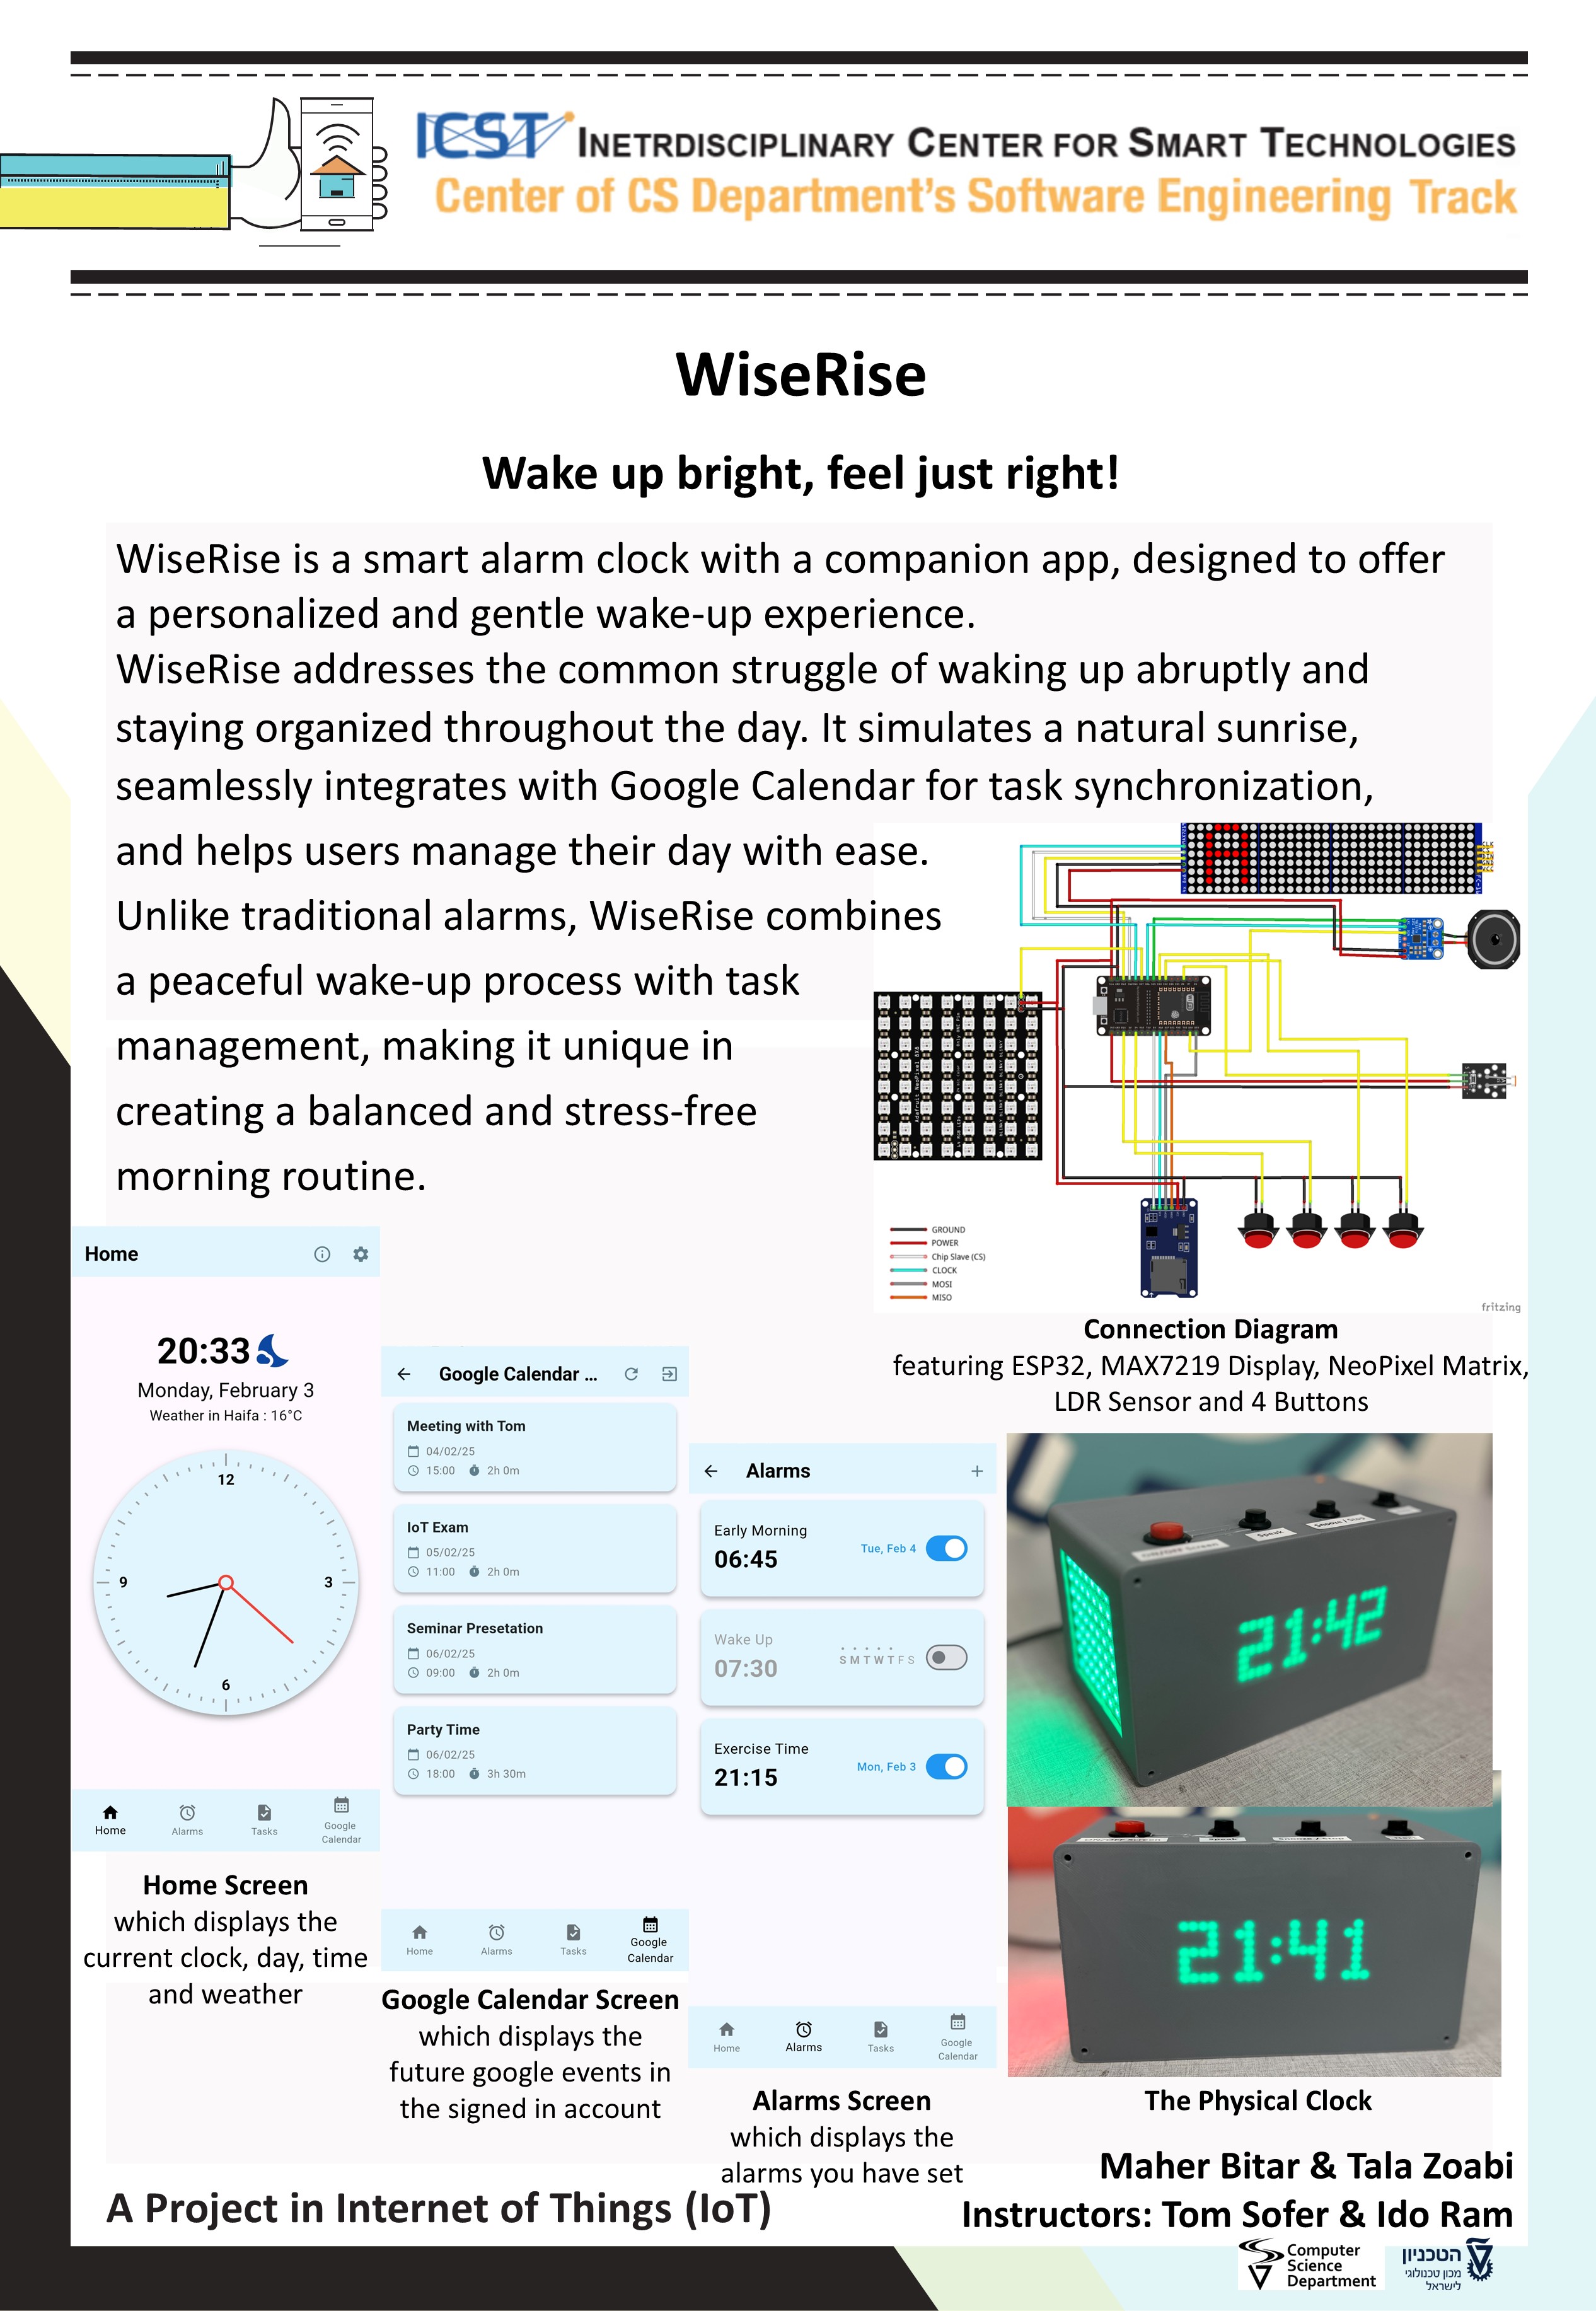 ICST INETRDISCIPLINARY CENTER FOR SMART TECHNOLOGIES
Center of CS Department's Software Engineering Track
WiseRise
Wake up bright, feel just right!
WiseRise is a smart alarm clock with a companion app, designed to offer
a personalized and gentle wake-up experience.
WiseRise addresses the common struggle of waking up abruptly and
staying organized throughout the day. It simulates a natural sunrise,
seamlessly integrates with Google Calendar for task synchronization,
and helps users manage their day with ease.
Unlike traditional alarms, WiseRise combines
a peaceful wake-up process with task
management, making it unique in
creating a balanced and stress-free
morning routine.
GROUND
POWER
Chip Slave (CS)
CLOCK
MOSI
MISO
fritzing
Connection Diagram
featuring ESP32, MAX7219 Display, NeoPixel Matrix,
LDR Sensor and 4 Buttons
Home
20:33
Monday, February 3
Weather in Haifa : 16°C
12
9
3
6
Home
Alarms
Tasks
Google
Calendar
Home Screen
which displays the
current clock, day, time
and weather
Google Calendar ...
Meeting with Tom
04/02/25
15:00 2h 0m
IoT Exam
05/02/25
11:00 2h 0m
Seminar Presetation
06/02/25
09:00 2h 0m
Party Time
06/02/25
18:00 3h 30m
Home
Alarms
Tasks
Google
Calendar
Google Calendar Screen
which displays the
future google events in
the signed in account
Alarms
Early Morning
06:45
Tue, Feb 4
Wake Up
07:30
S M T W T F S
Exercise Time
21:15
Mon, Feb 3
Home
Alarms
Tasks
Google
Calendar
Alarms Screen
which displays the
alarms you have set
Speak
21:42
21:41
The Physical Clock
Maher Bitar & Tala Zoabi
A Project in Internet of Things (IoT)
Instructors: Tom Sofer & Ido Ram
Computer
Science
Department
הטכניון
מכון טכנולוגי
לישראל